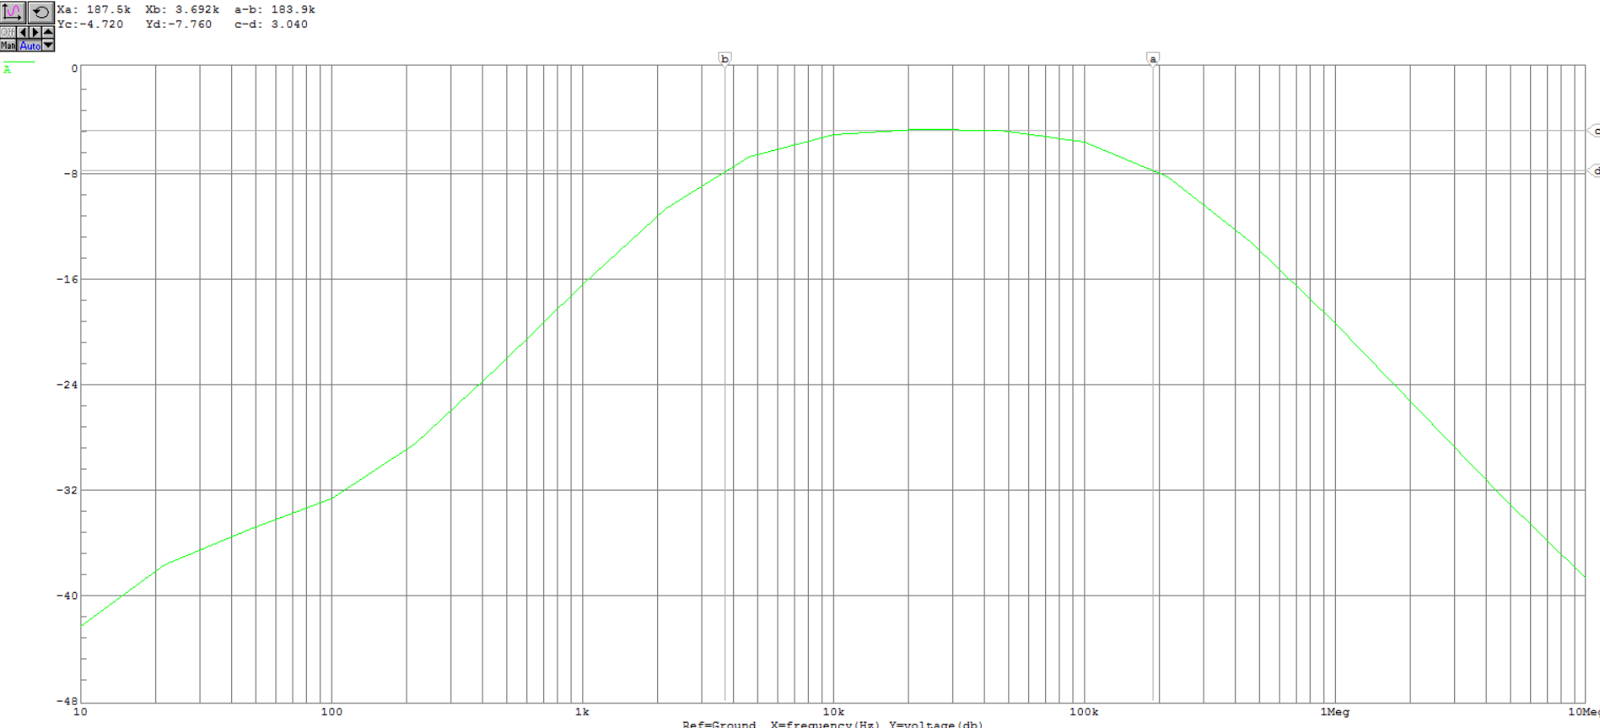 Xa: 187.5k Xb: 3.692k a-b: 183.9k
Yc:-4.720 Yd:-7.760 c-d: 3.040
Off
Man Auto
A
b a
0
c
d
-8
-16
-24
-32
-40
-48
10 100 1k 10k 100k 1Meg 10Meg
Ref=Ground X=frequency(Hz) Y=voltage(db)